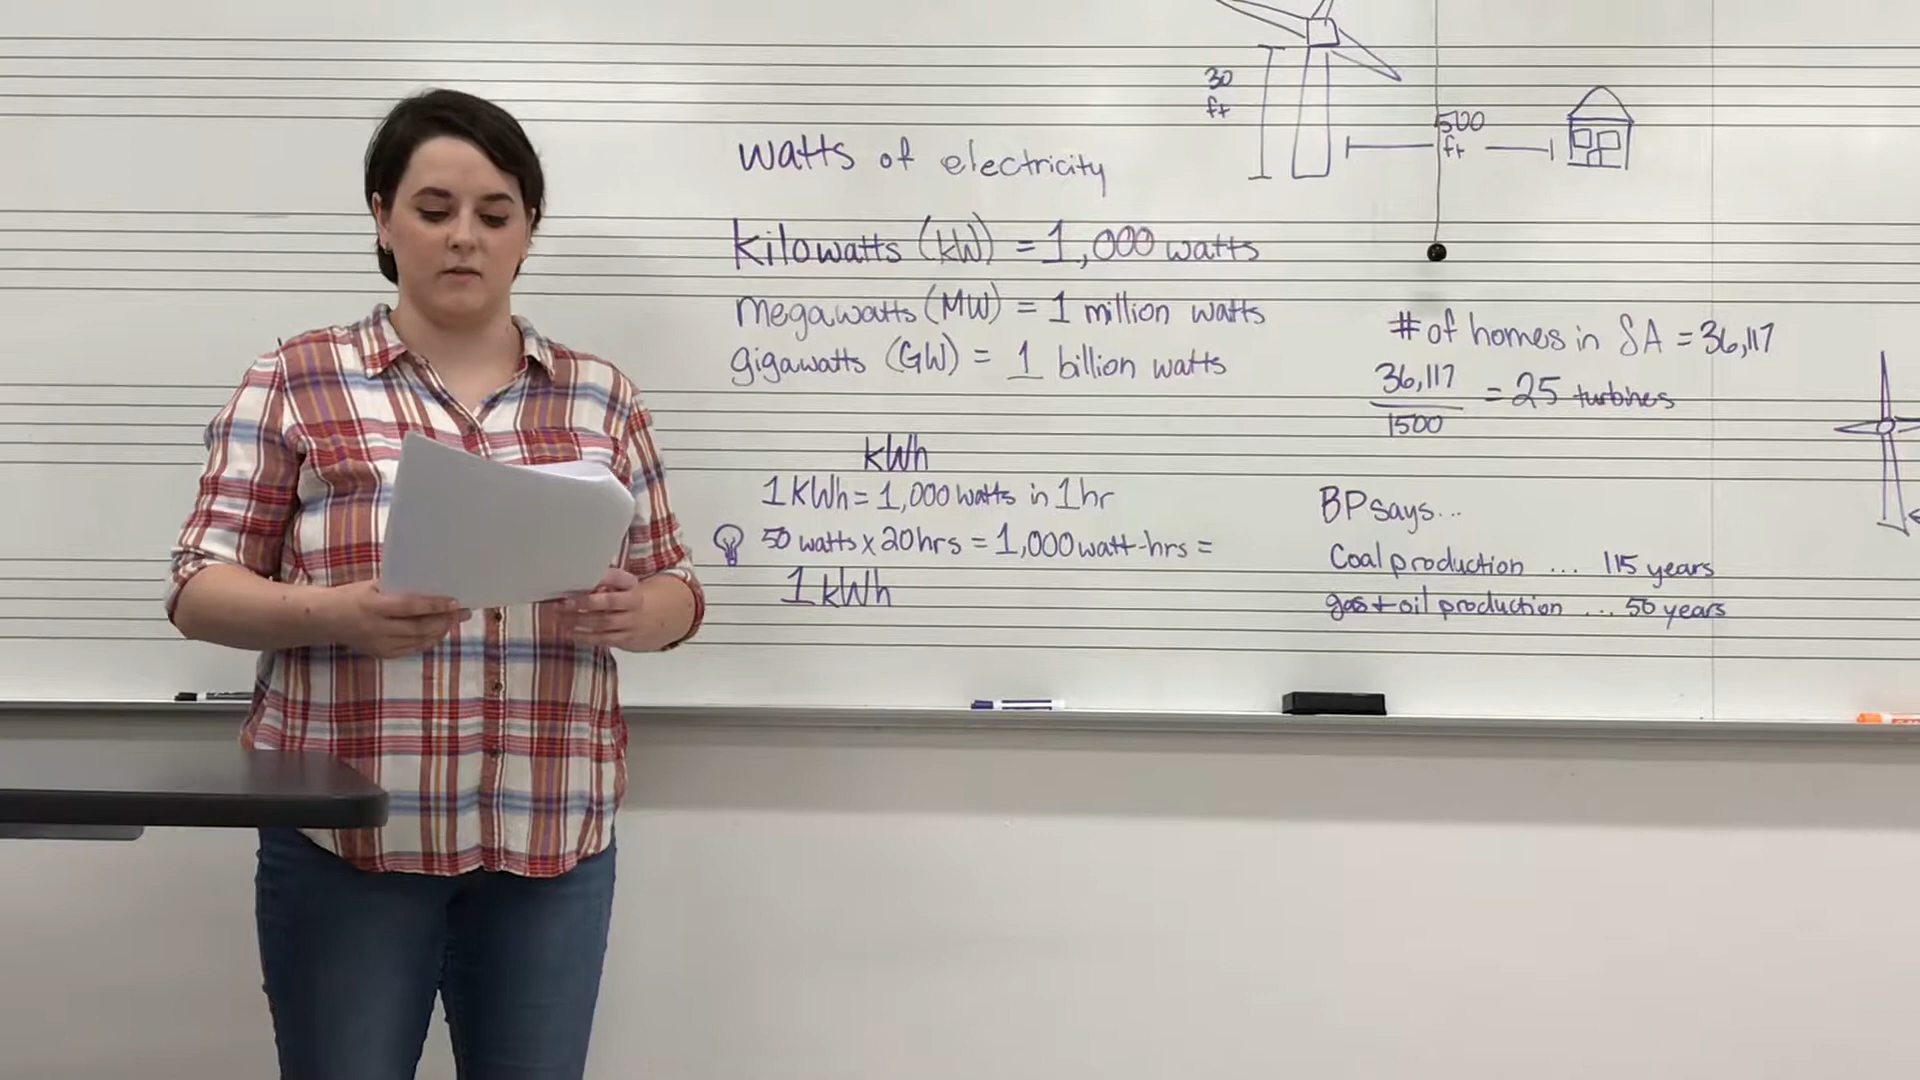 30
ft
500
ft
watts of electricity
kilowatts (kW) = 1,000 watts
megawatts (MW) = 1 million watts
gigawatts (GW) = 1 billion watts
kWh
1 kWh = 1,000 watts in 1 hr
50 watts x 20 hrs = 1,000 watt-hrs =
1 kWh
# of homes in SA = 36,117
36,117
1500
= 25 turbines
BP says...
Coal production ... 115 years
gas + oil production ... 50 years